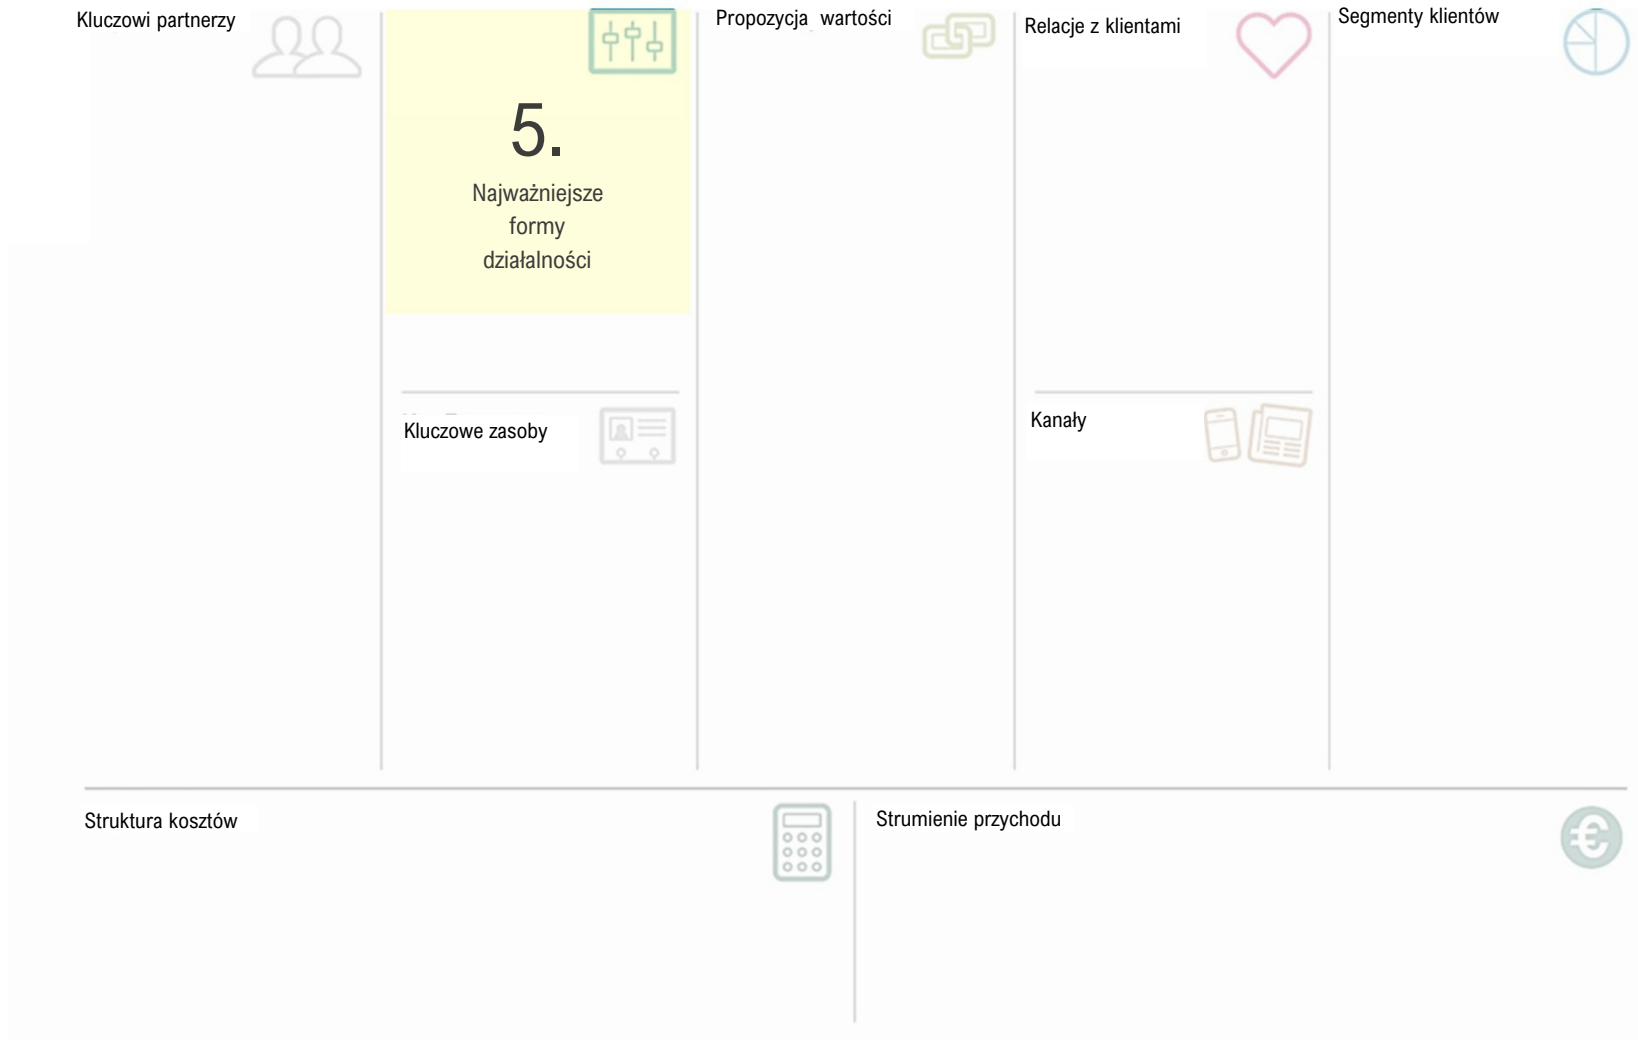 Kluczowi partnerzy
5.
Najważniejsze
formy
działalności
Kluczowe zasoby
Propozycja wartości
Relacje z klientami
Kanały
Segmenty klientów
Struktura kosztów
Strumienie przychodu
€